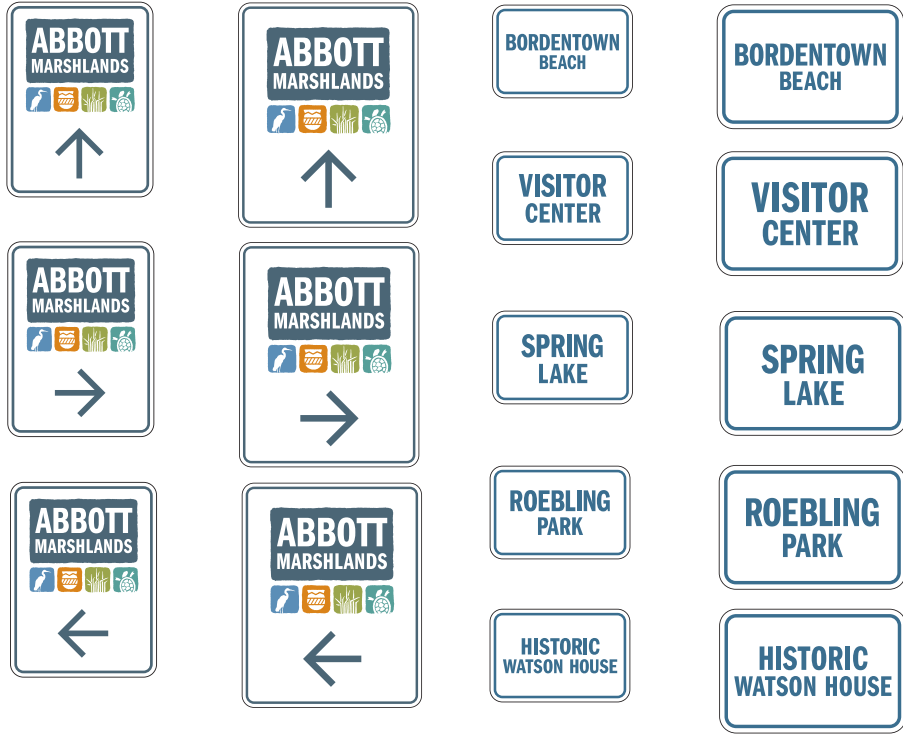 ABBOTT
MARSHLANDS
ABBOTT
MARSHLANDS
BORDENTOWN
BEACH
BORDENTOWN
BEACH
VISITOR
CENTER
VISITOR
CENTER
ABBOTT
MARSHLANDS
ABBOTT
MARSHLANDS
SPRING
LAKE
SPRING
LAKE
ABBOTT
MARSHLANDS
ABBOTT
MARSHLANDS
ROEBLING
PARK
ROEBLING
PARK
HISTORIC
WATSON HOUSE
HISTORIC
WATSON HOUSE